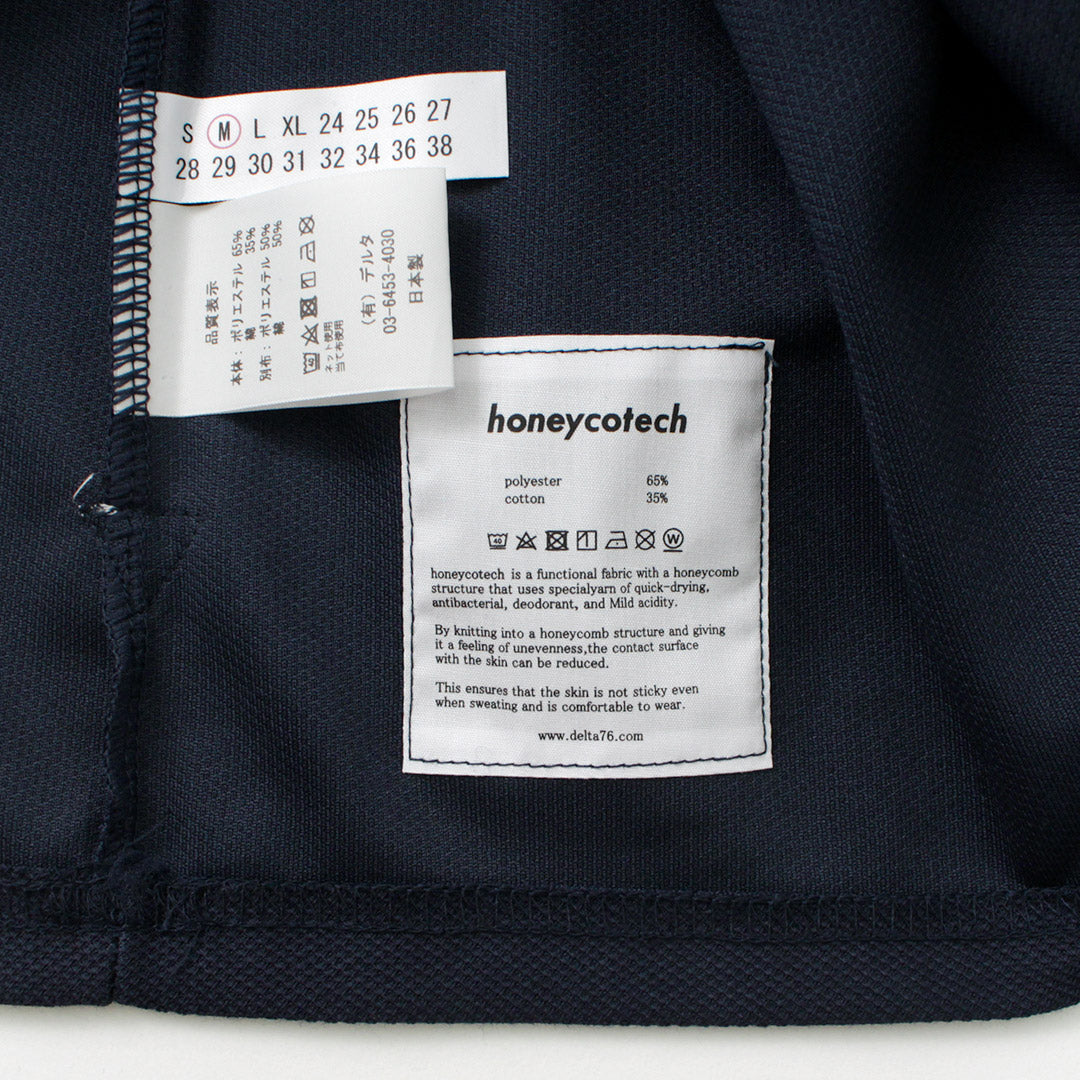 S M L XL 24 25 26 27
28 29 30 31 32 34 36 38
品質表示
本体：ポリエステル 65%
綿 35%
別布：ポリエステル 50%
綿 50%
40
ネット使用
当て布使用
（有）デルタ
03-6453-4030
日本製
honeycotech
polyester 65%
cotton 35%
40 W
honeycotech is a functional fabric with a honeycomb
structure that uses specialyarn of quick-drying,
antibacterial, deodorant, and Mild acidity.
By knitting into a honeycomb structure and giving
it a feeling of unevenness,the contact surface
with the skin can be reduced.
This ensures that the skin is not sticky even
when sweating and is comfortable to wear.
www.delta76.com